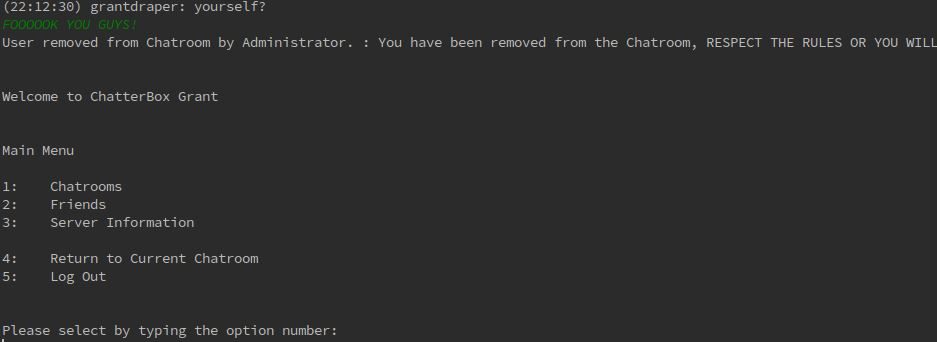 (22:12:30) grantdraper: yourself?
FOOOOOK YOU GUYS!
User removed from Chatroom by Administrator. : You have been removed from the Chatroom, RESPECT THE RULES OR YOU WILL
Welcome to ChatterBox Grant
Main Menu
1: Chatrooms
2: Friends
3: Server Information
4: Return to Current Chatroom
5: Log Out
Please select by typing the option number: